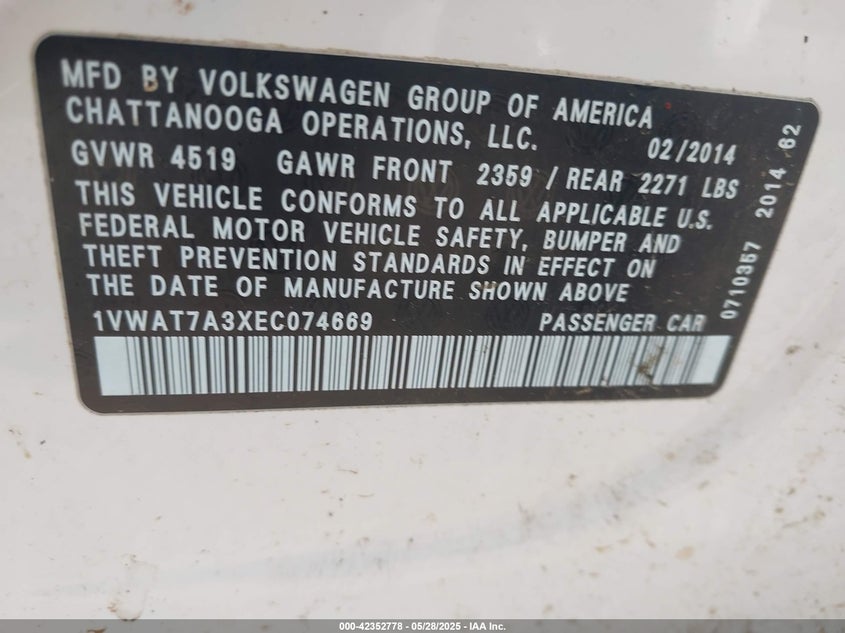 MFD BY VOLKSWAGEN GROUP OF AMERICA
CHATTANOOGA OPERATIONS, LLC. 02/2014
GVWR 4519 GAWR FRONT 2359 / REAR 2271 LBS
THIS VEHICLE CONFORMS TO ALL APPLICABLE U.S.
FEDERAL MOTOR VEHICLE SAFETY, BUMPER AND
THEFT PREVENTION STANDARDS IN EFFECT ON
THE DATE OF MANUFACTURE SHOWN ABOVE
1VWAT7A3XEC074669 PASSENGER CAR
0710357 2014 62
000-42352778 - 05/28/2025 - IAA Inc.